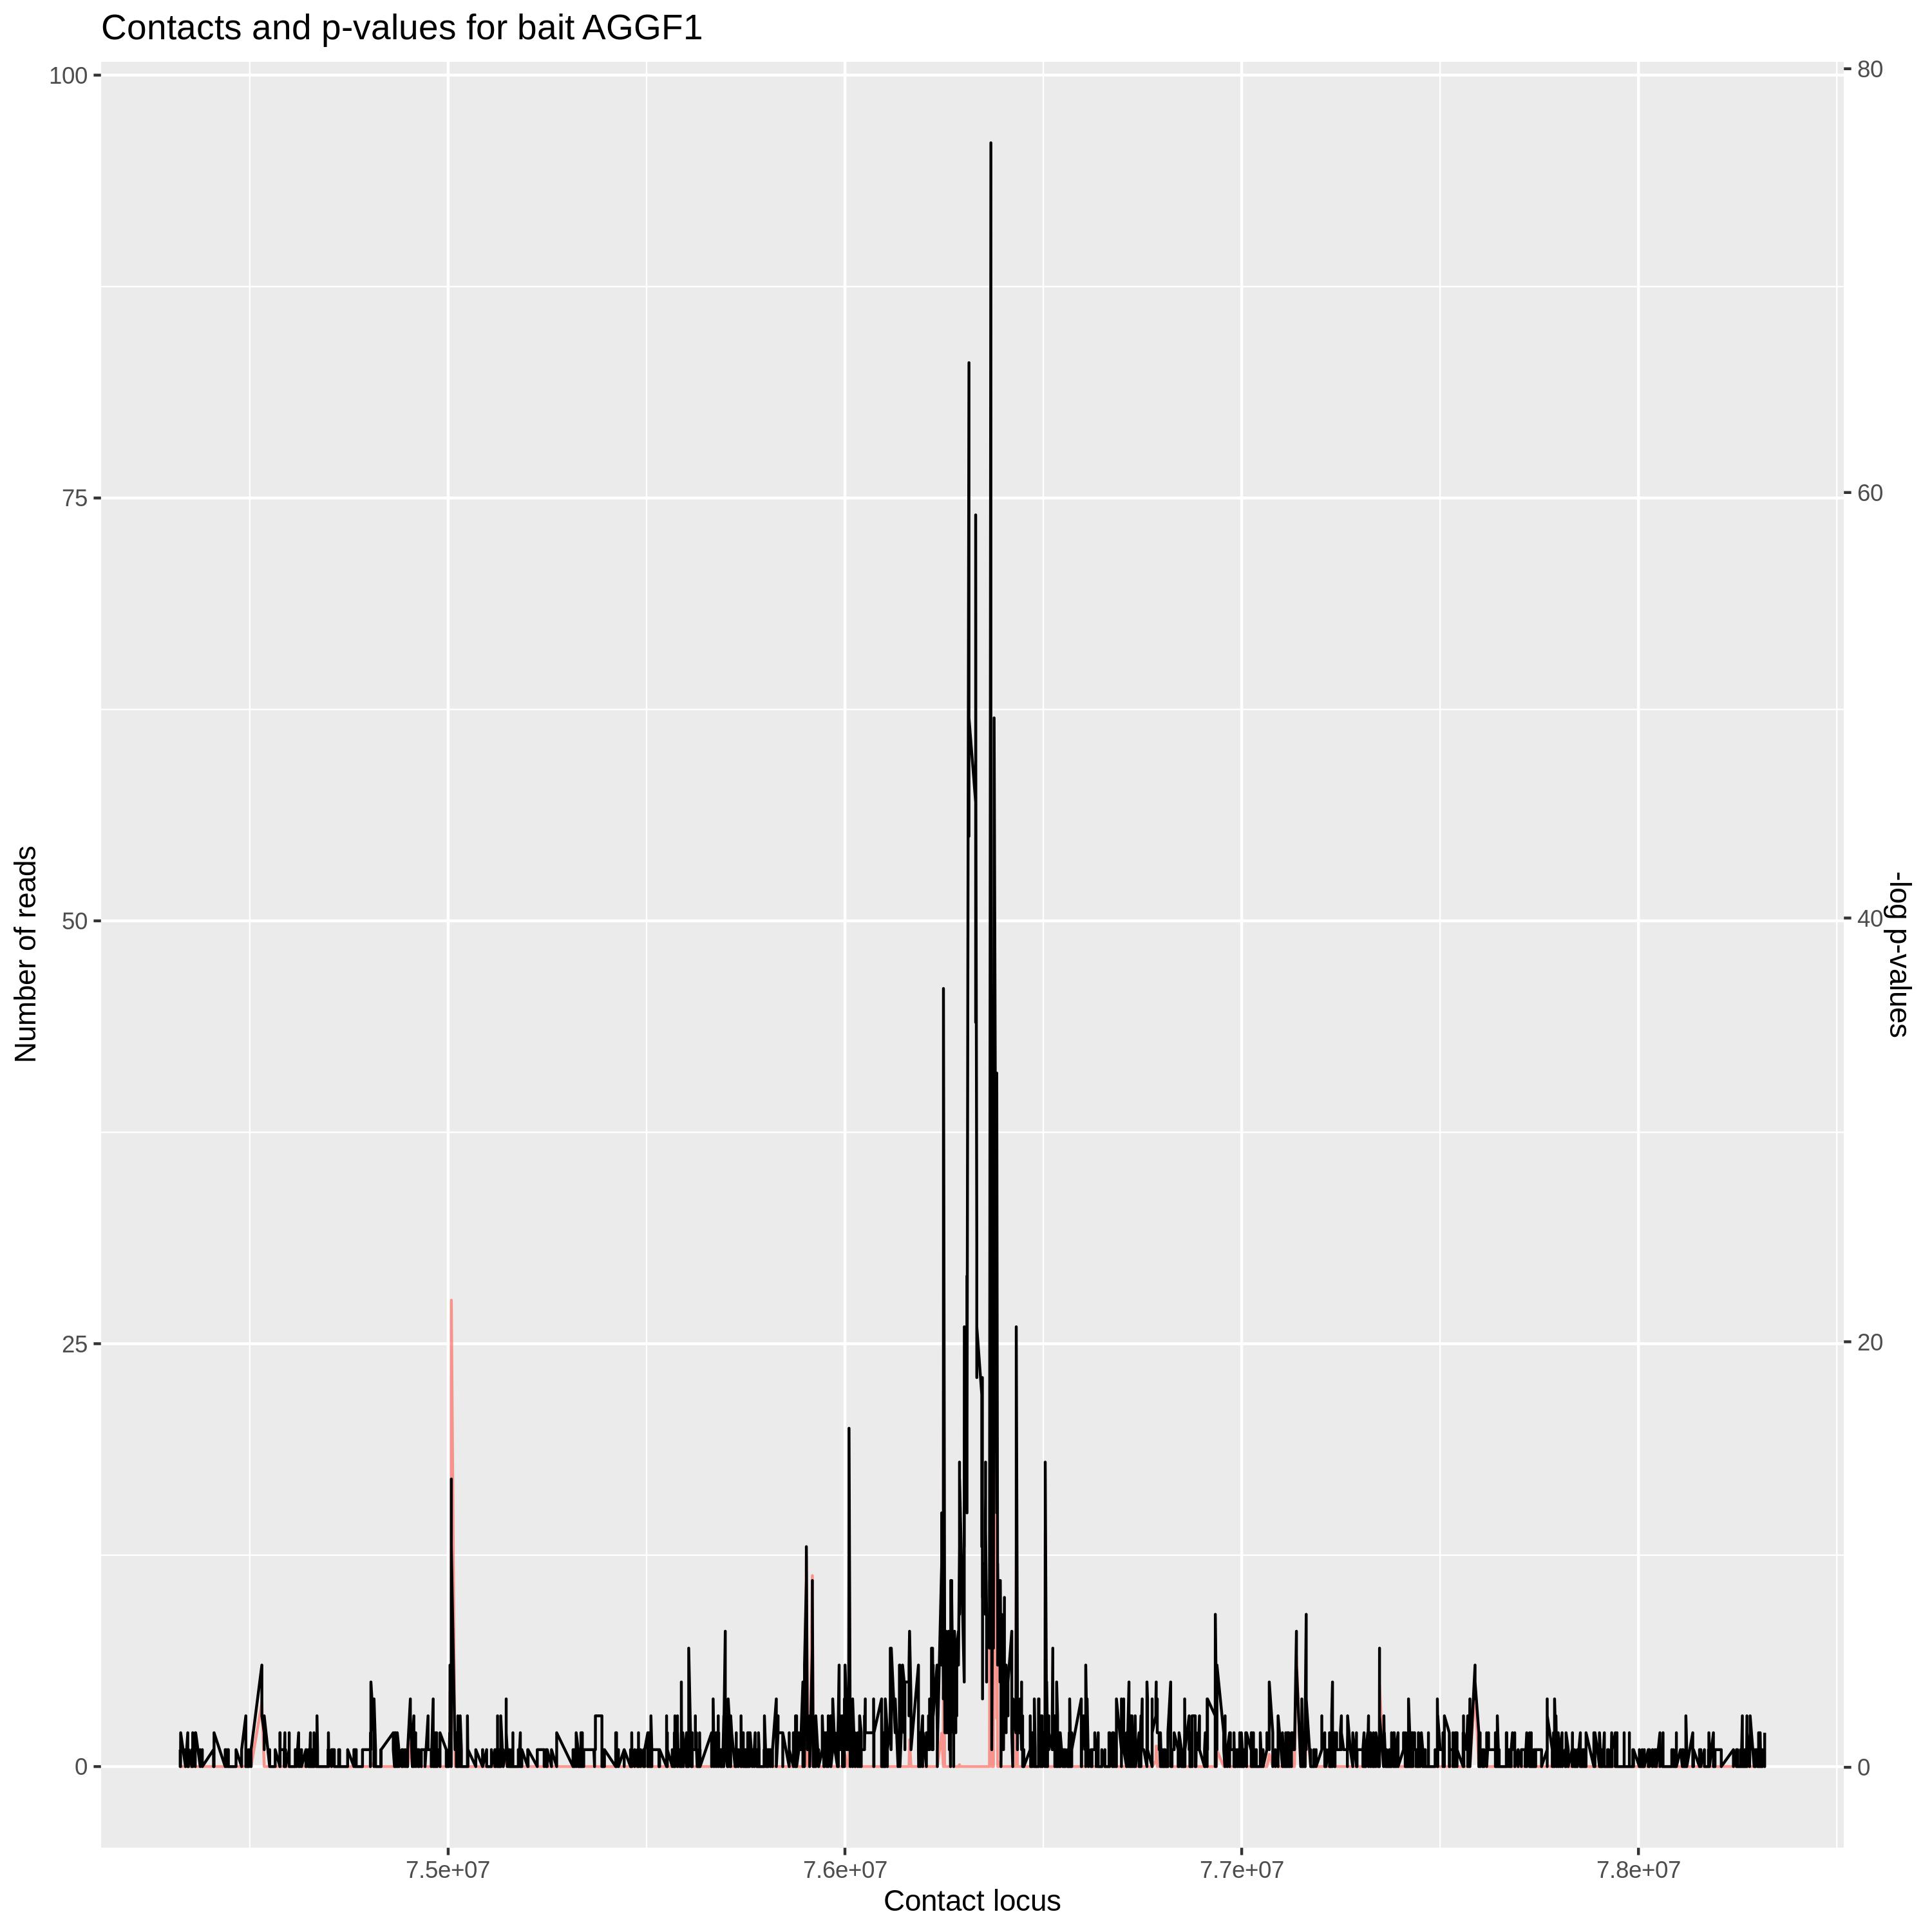 Contacts and p-values for bait AGGF1
100
75
50
25
0
Number of reads
80
60
40
20
0
-log p-values
7.5e+07
7.6e+07
7.7e+07
7.8e+07
Contact locus